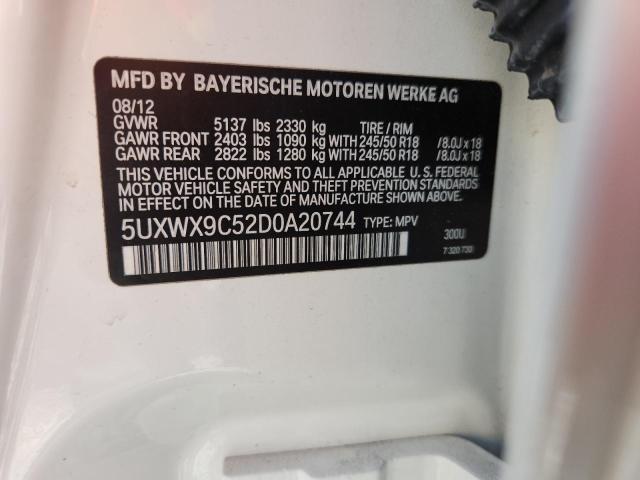 MFD BY BAYERISCHE MOTOREN WERKE AG
08/12
GVWR 5137 lbs 2330 kg TIRE / RIM
GAWR FRONT 2403 lbs 1090 kg WITH 245/50 R18 /8.0J x 18
GAWR REAR 2822 lbs 1280 kg WITH 245/50 R18 /8.0J x 18
THIS VEHICLE CONFORMS TO ALL APPLICABLE U. S. FEDERAL
MOTOR VEHICLE SAFETY AND THEFT PREVENTION STANDARDS
IN EFFECT ON THE DATE OF MANUFACTURE SHOWN ABOVE.
5UXWX9C52D0A20744 TYPE: MPV 300U
7 320 730